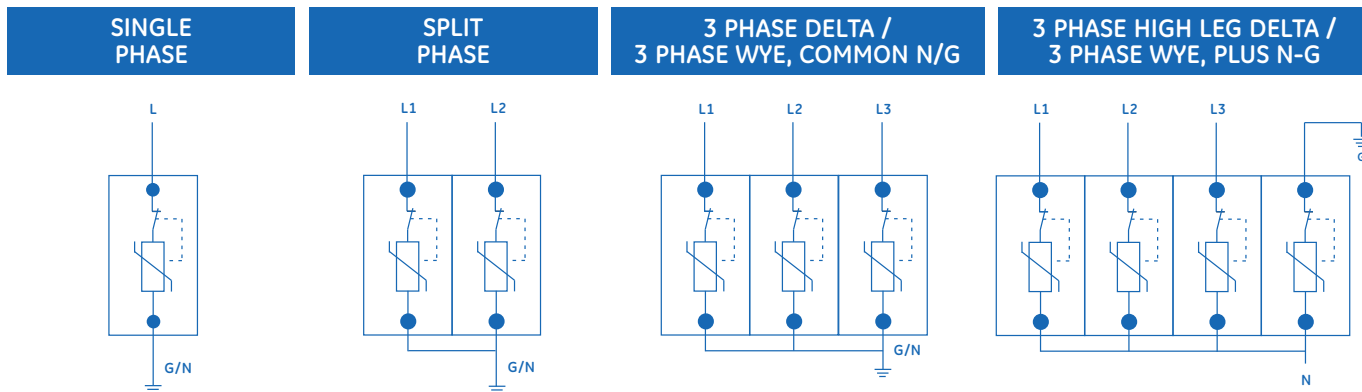 SINGLE
PHASE
SPLIT
PHASE
3 PHASE DELTA /
3 PHASE WYE, COMMON N/G
3 PHASE HIGH LEG DELTA /
3 PHASE WYE, PLUS N-G
L
L1
L2
L1
L2
L3
L1
L2
L3
G
G/N
G/N
G/N
N